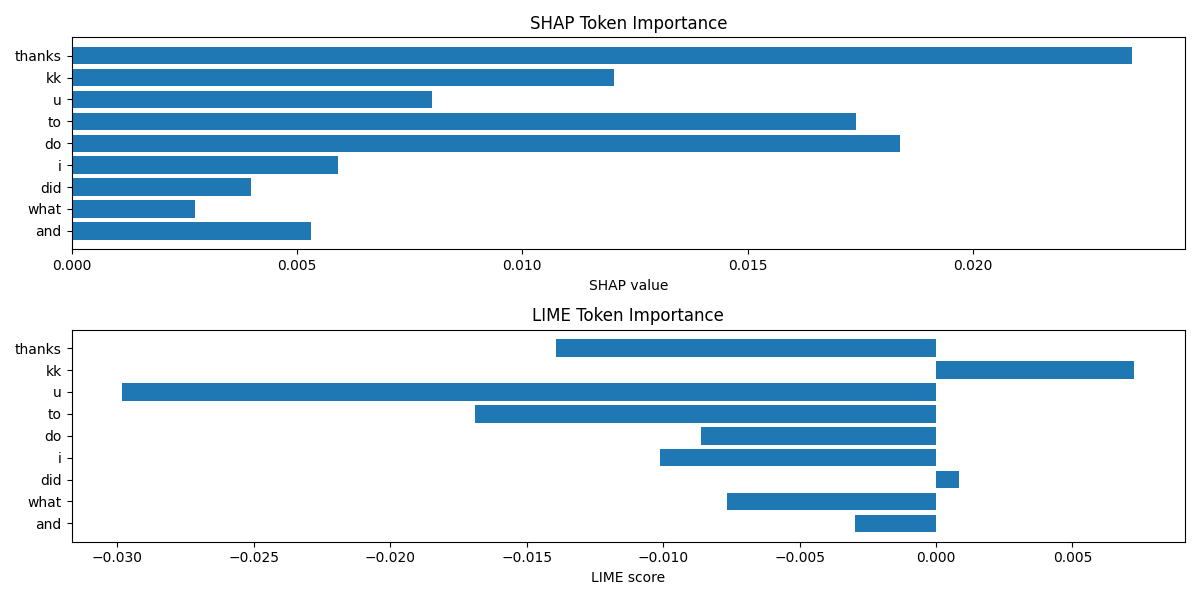 SHAP Token Importance
thanks
kk
u
to
do
i
did
what
and
0.000 0.005 0.010 0.015 0.020
SHAP value
LIME Token Importance
thanks
kk
u
to
do
i
did
what
and
−0.030 −0.025 −0.020 −0.015 −0.010 −0.005 0.000 0.005
LIME score